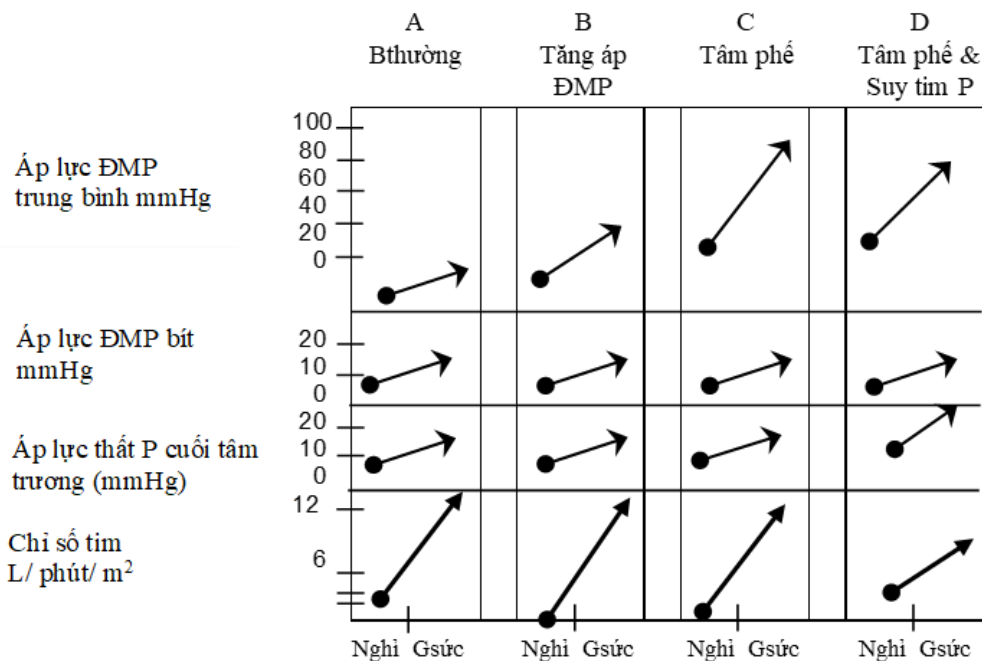 A
Bthường
B
Tăng áp
ĐMP
C
Tâm phế
D
Tâm phế &
Suy tim P
Áp lực ĐMP
trung bình mmHg
100
80
60
40
20
0
Áp lực ĐMP bít
mmHg
20
10
0
Áp lực thất P cuối tâm
trương (mmHg)
20
10
0
Chỉ số tim
L/ phút/ m²
12
6
Nghỉ Gsức
Nghỉ Gsức
Nghỉ Gsức
Nghỉ Gsức